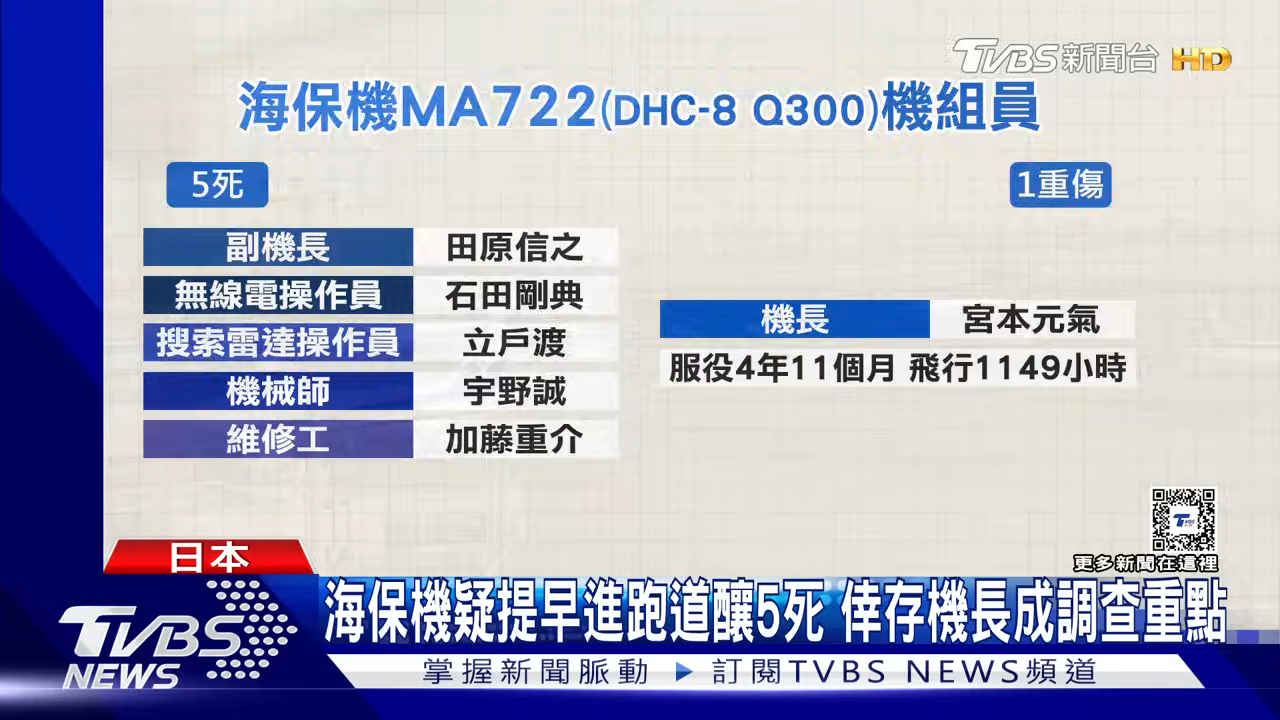 TVBS新聞台 HD
海保機MA722(DHC-8 Q300)機組員
5死
1重傷
副機長 田原信之
無線電操作員 石田剛典
搜索雷達操作員 立戶渡
機械師 宇野誠
維修工 加藤重介
機長 宮本元氣
服役4年11個月 飛行1149小時
TVBS
更多新聞在這裡
日本
海保機疑提早進跑道釀5死 倖存機長成調查重點
TVBS NEWS
掌握新聞脈動 ▶ 訂閱TVBS NEWS頻道